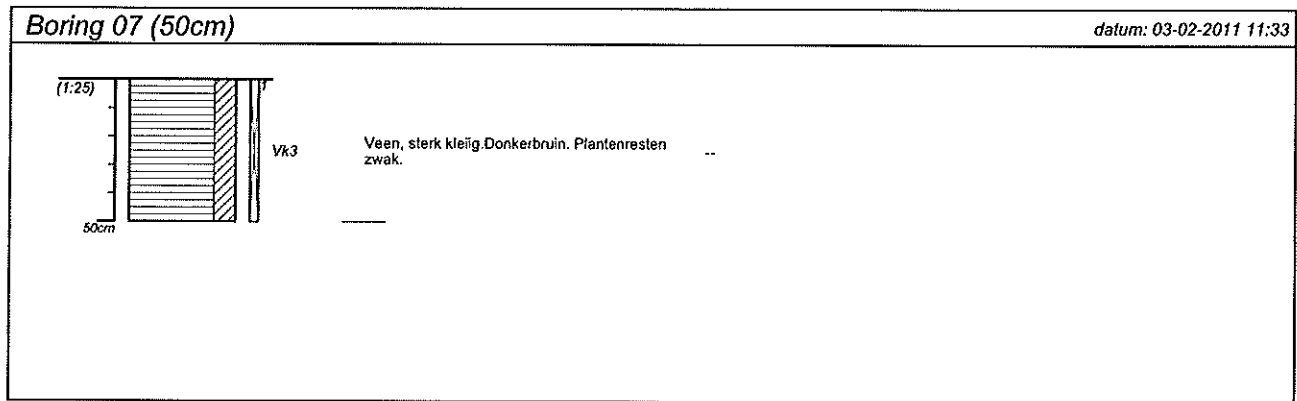 Boring 07 (50cm)
datum: 03-02-2011 11:33
(1:25)
1
Vk3
Veen, sterk kleiig.Donkerbruin. Plantenresten
zwak.
--
50cm